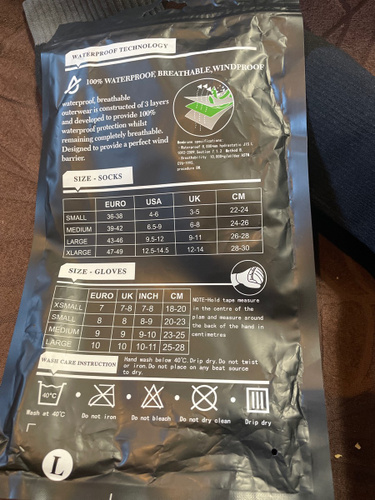 WATERPROOF TECHNOLOGY
100% WATERPROOF, BREATHABLE, WINDPROOF
waterproof, breathable
outerwear is constructed of 3 layers
and developed to provide 100%
waterproof protection whilst
remaining completely breathable.
Designed to provide a perfect wind
barrier.
Membrane specifications:
SIZE - SOCKS
EURO USA UK CM
SMALL 36-38 4-6 3-5 22-24
MEDIUM 39-42 6.5-9 6-8 24-26
LARGE 43-46 9.5-12 9-11 26-28
XLARGE 47-49 12.5-14.5 12-14 28-30
SIZE - GLOVES
EURO UK INCH CM
XSMALL 7 7-8 7-8 18-20
SMALL 8 8 8-9 20-23
MEDIUM 9 9 9-10 23-25
LARGE 10 10 10-11 25-28
NOTE-Hold tape measure
in the centre of the
plam and measure around
the back of the hand in
centimetres
WASH CARE INSTRUCTION
Hand wash below 40°C. Drip dry. Do not twist
or iron. Do not place on any beat source
to dry.
40°C
Wash at 40°C
Do not iron
Do not bleach
Do not dry clean
Drip dry
L